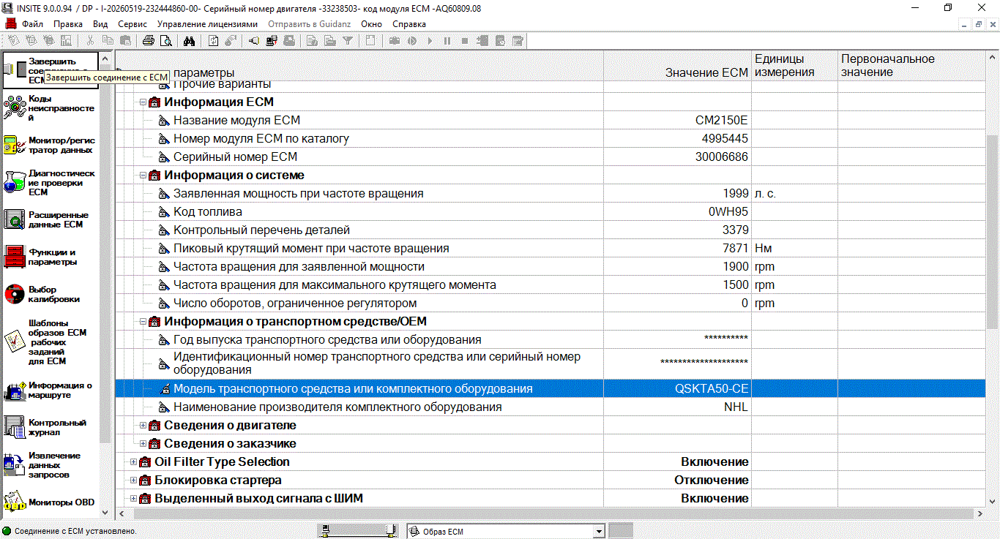 INSITE 9.0.0.94 / DP - I-20260519-232444860-00- Серийный номер двигателя -33238503- код модуля ECM -AQ60809.08
Файл Правка Вид Сервис Управление лицензиями Отправить в Guidanz Окно Справка
Завершить
ECM
Завершить соединение с ECM
Коды
неисправносте
й
Монитор/регис
тратор данных
Диагностическ
ие проверки
ECM
Расширенные
данные ECM
Функции и
параметры
Выбор
калибровки
Шаблоны
образов ECM
рабочих
заданий
для ECM
Информация о
маршруте
Контрольный
журнал
Извлечение
данных
запросов
Мониторы OBD
параметры Значение ECM Единицы измерения Первоначальное значение
Прочие варианты
Информация ECM
Название модуля ECM CM2150E
Номер модуля ECM по каталогу 4995445
Серийный номер ECM 30006686
Информация о системе
Заявленная мощность при частоте вращения 1999 л. с.
Код топлива 0WH95
Контрольный перечень деталей 3379
Пиковый крутящий момент при частоте вращения 7871 Нм
Частота вращения для заявленной мощности 1900 rpm
Частота вращения для максимального крутящего момента 1500 rpm
Число оборотов, ограниченное регулятором 0 rpm
Информация о транспортном средстве/OEM
Год выпуска транспортного средства или оборудования **********
Идентификационный номер транспортного средства или серийный номер
оборудования ********************
Модель транспортного средства или комплектного оборудования QSKTA50-CE
Наименование производителя комплектного оборудования NHL
Сведения о двигателе
Сведения о заказчике
Oil Filter Type Selection Включение
Блокировка стартера Отключение
Выделенный выход сигнала с ШИМ Включение
Соединение с ECM установлено. Образ ECM